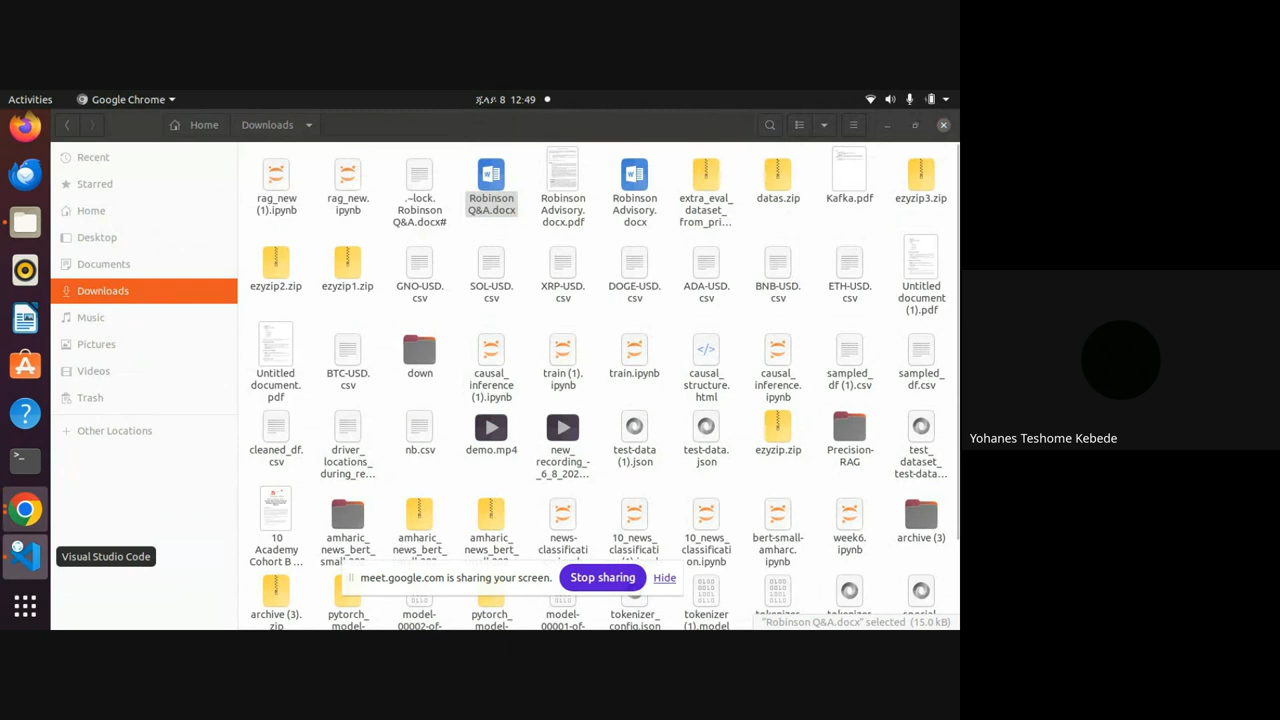 Activities
Google Chrome
ጁላይ 8 12:49
Home
Downloads
Recent
Starred
Home
Desktop
Documents
Downloads
Music
Pictures
Videos
Trash
Other Locations
Visual Studio Code
rag_new
(1).ipynb
rag_new.
ipynb
.~lock.
Robinson
Q&A.docx#
Robinson
Q&A.docx
Robinson
Advisory.
docx.pdf
Robinson
Advisory.
docx
extra_eval_
dataset_
from_pri...
datas.zip
Kafka.pdf
ezyzip3.zip
ezyzip2.zip
ezyzip1.zip
GNO-USD.
csv
SOL-USD.
csv
XRP-USD.
csv
DOGE-USD.
csv
ADA-USD.
csv
BNB-USD.
csv
ETH-USD.
csv
Untitled
document
(1).pdf
Untitled
document.
pdf
BTC-USD.
csv
down
causal_
inference
(1).ipynb
train (1).
ipynb
train.ipynb
causal_
structure.
html
causal_
inference.
ipynb
sampled_
df (1).csv
sampled_
df.csv
cleaned_df.
csv
driver_
locations_
during_re...
nb.csv
demo.mp4
new_
recording_-
_6_8_202...
test-data
(1).json
test-data.
json
ezyzip.zip
Precision-
RAG
test_
dataset_
test-data...
10
Academy
Cohort B ...
amharic_
news_bert_
amharic_
news_bert_
amharic_
news_bert_
news-
classificati
10_news_
classificati
10_news_
classificati
on.ipynb
bert-small-
amharc.
ipynb
week6.
ipynb
archive (3)
archive (3).
zip
pytorch_
model-
model-
00002-of-
pytorch_
model-
model-
00001-of-
tokenizer_
config.json
tokenizer
(1).model
meet.google.com is sharing your screen.
Stop sharing
Hide
"Robinson Q&A.docx" selected (15.0 kB)
Yohanes Teshome Kebede